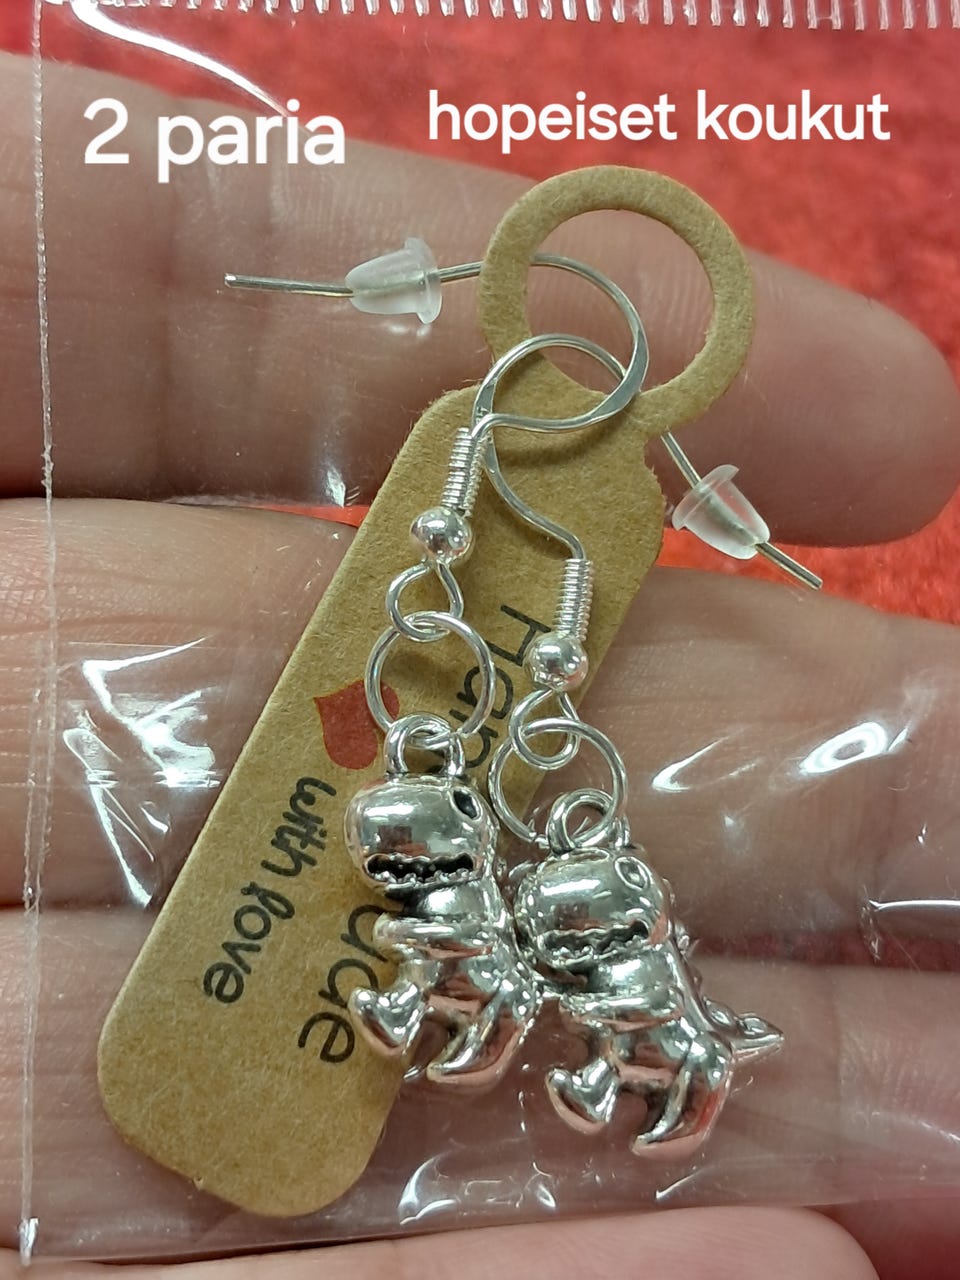 2 paria
hopeiset koukut
with love